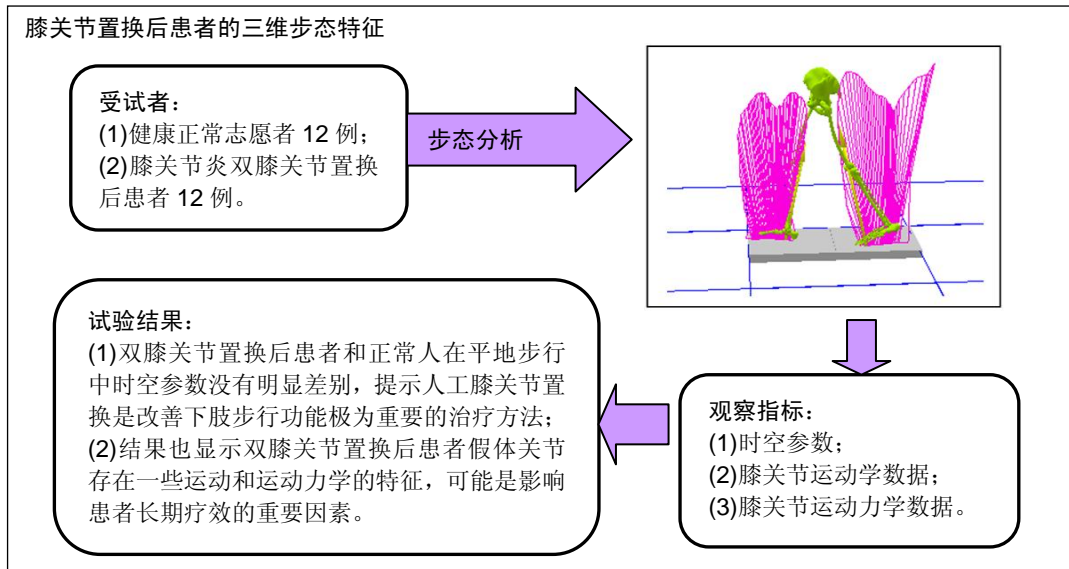 膝关节置换后患者的三维步态特征
受试者：
(1)健康正常志愿者 12 例；
(2)膝关节炎双膝关节置换
后患者 12 例。
步态分析
观察指标：
(1)时空参数；
(2)膝关节运动学数据；
(3)膝关节运动力学数据。
试验结果：
(1)双膝关节置换后患者和正常人在平地步行
中时空参数没有明显差别，提示人工膝关节置
换是改善下肢步行功能极为重要的治疗方法；
(2)结果也显示双膝关节置换后患者假体关节
存在一些运动和运动力学的特征，可能是影响
患者长期疗效的重要因素。